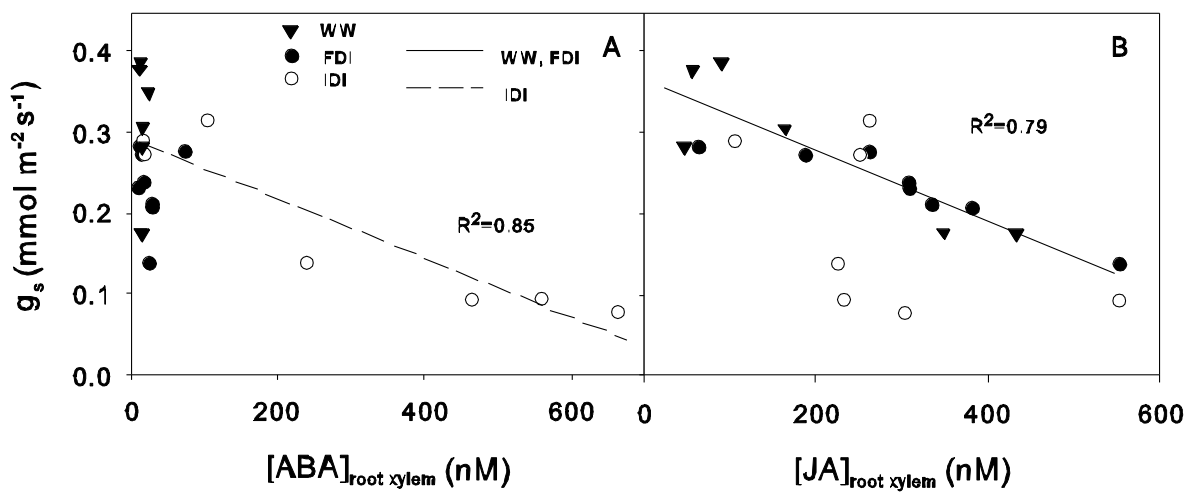 WW
FDI
IDI
WW, FDI
IDI
A
B
R²=0.85
R²=0.79
0.4
0.3
0.2
0.1
0.0
gₛ (mmol m⁻² s⁻¹)
0 200 400 600
0 200 400 600
[ABA]root xylem (nM)
[JA]root xylem (nM)